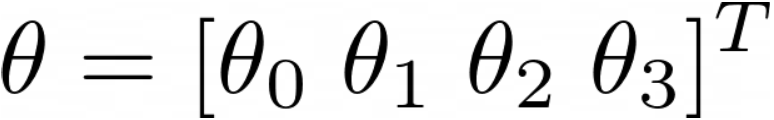 θ = [θ₀ θ₁ θ₂ θ₃]ᵀ